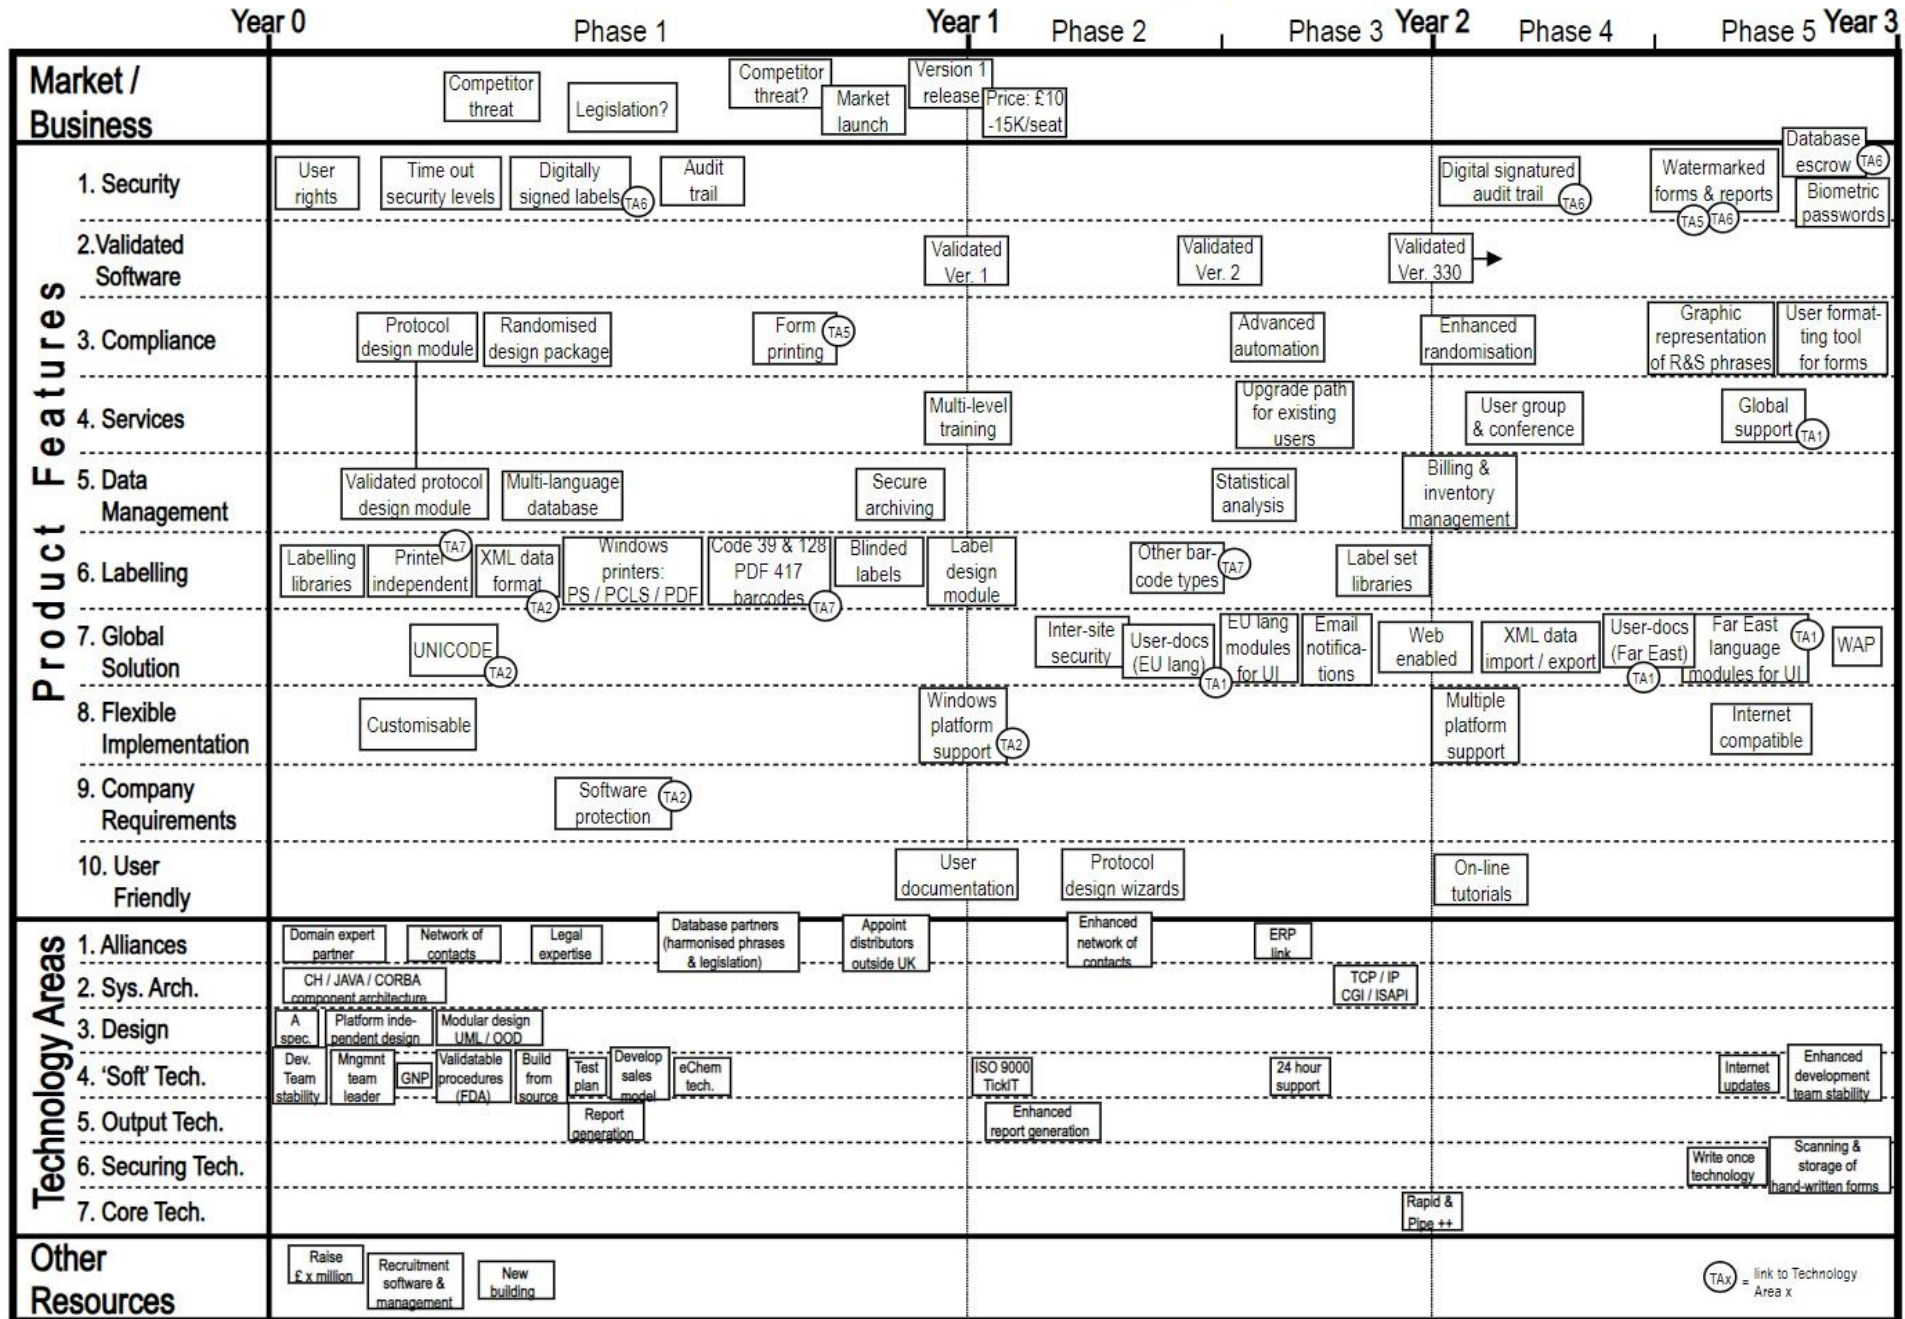 Year 0
Phase 1
Year 1
Phase 2
Phase 3
Year 2
Phase 4
Phase 5
Year 3
Market /
Business
Competitor
threat
Legislation?
Competitor
threat?
Market
launch
Version 1
release
Price: £10
-15K/seat
Product Features
1. Security
User
rights
Time out
security levels
Digitally
signed labels
TA6
Audit
trail
Digital signatured
audit trail
TA6
Watermarked
forms & reports
TA5
TA6
Database
escrow
TA6
Biometric
passwords
2.Validated
Software
Validated
Ver. 1
Validated
Ver. 2
Validated
Ver. 330
3. Compliance
Protocol
design module
Randomised
design package
Form
printing
TA5
Advanced
automation
Enhanced
randomisation
Graphic
representation
of R&S phrases
User format-
ting tool
for forms
4. Services
Multi-level
training
Upgrade path
for existing
users
User group
& conference
Global
support
TA1
5. Data
Management
Validated protocol
design module
Multi-language
database
Secure
archiving
Statistical
analysis
Billing &
inventory
management
6. Labelling
Labelling
libraries
Printer
independent
TA7
XML data
format
TA2
Windows
printers:
PS / PCLS / PDF
Code 39 & 128
PDF 417
barcodes
TA7
Blinded
labels
Label
design
module
Other bar-
code types
TA7
Label set
libraries
7. Global
Solution
UNICODE
TA2
Inter-site
security
User-docs
(EU lang)
TA1
EU lang
modules
for UI
Email
notifica-
tions
Web
enabled
XML data
import / export
User-docs
(Far East)
TA1
Far East
language
modules for UI
TA1
WAP
8. Flexible
Implementation
Customisable
Windows
platform
support
TA2
Multiple
platform
support
Internet
compatible
9. Company
Requirements
Software
protection
TA2
10. User
Friendly
User
documentation
Protocol
design wizards
On-line
tutorials
Technology Areas
1. Alliances
Domain expert
partner
Network of
contacts
Legal
expertise
Database partners
(harmonised phrases
& legislation)
Appoint
distributors
outside UK
Enhanced
network of
contacts
ERP
link
2. Sys. Arch.
CH / JAVA / CORBA
component architecture
TCP / IP
CGI / ISAPI
3. Design
A
spec.
Platform inde-
pendent design
Modular design
UML / OOD
4. ‘Soft’ Tech.
Dev.
Team
stability
Mngmnt
team
leader
GNP
Validatable
procedures
(FDA)
Build
from
source
Test
plan
Develop
sales
model
eChem
tech.
ISO 9000
TickIT
24 hour
support
Internet
updates
Enhanced
development
team stability
5. Output Tech.
Report
generation
Enhanced
report generation
6. Securing Tech.
Write once
technology
Scanning &
storage of
hand-written forms
7. Core Tech.
Rapid &
Pipe ++
Other
Resources
Raise
£ x million
Recruitment
software &
management
New
building
TAx = link to Technology
Area x